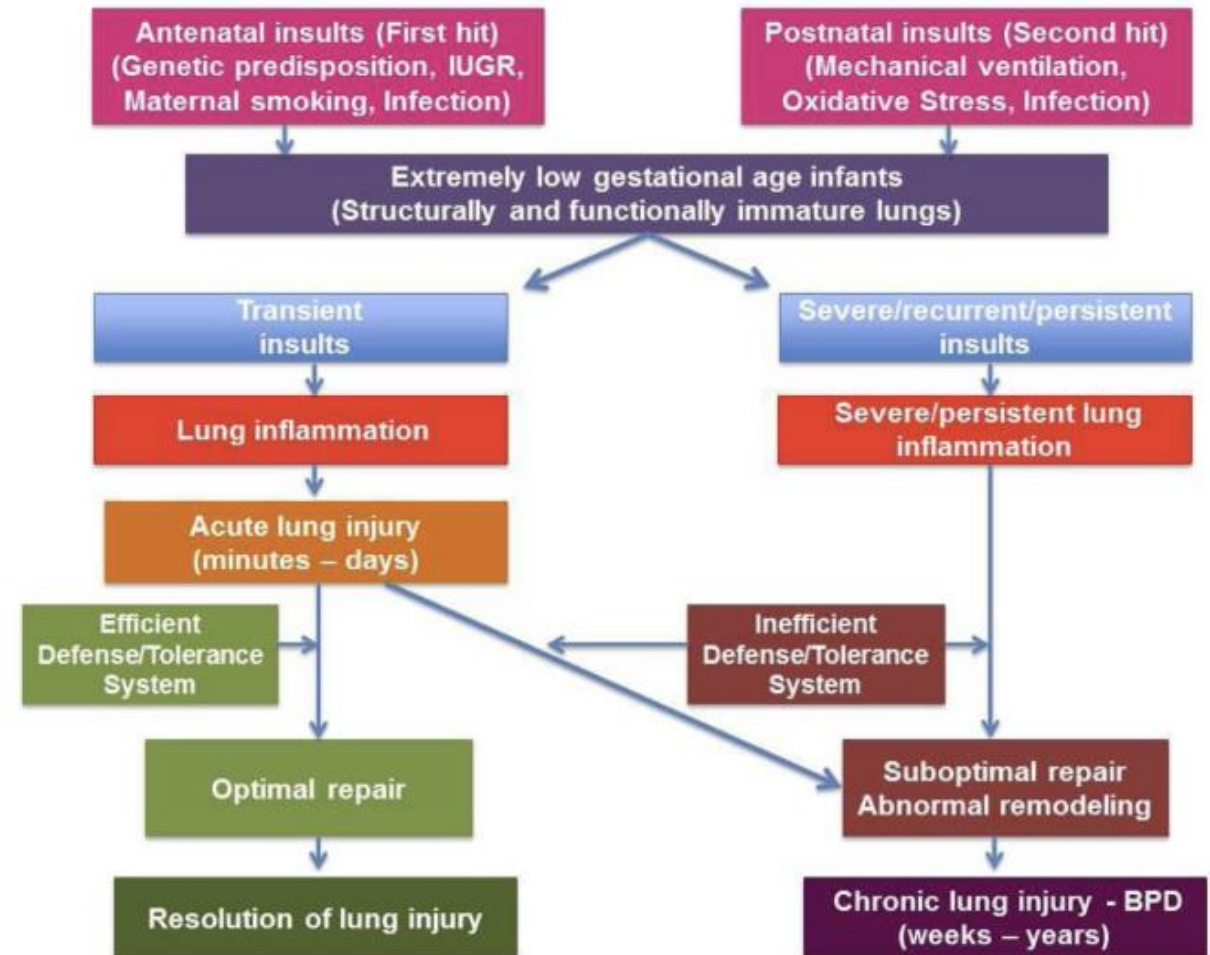 Antenatal insults (First hit)
(Genetic predisposition, IUGR,
Maternal smoking, Infection)
Postnatal insults (Second hit)
(Mechanical ventilation,
Oxidative Stress, Infection)
Extremely low gestational age infants
(Structurally and functionally immature lungs)
Transient
insults
Severe/recurrent/persistent
insults
Lung inflammation
Severe/persistent lung
inflammation
Acute lung injury
(minutes – days)
Efficient
Defense/Tolerance
System
Inefficient
Defense/Tolerance
System
Optimal repair
Suboptimal repair
Abnormal remodeling
Resolution of lung injury
Chronic lung injury - BPD
(weeks – years)